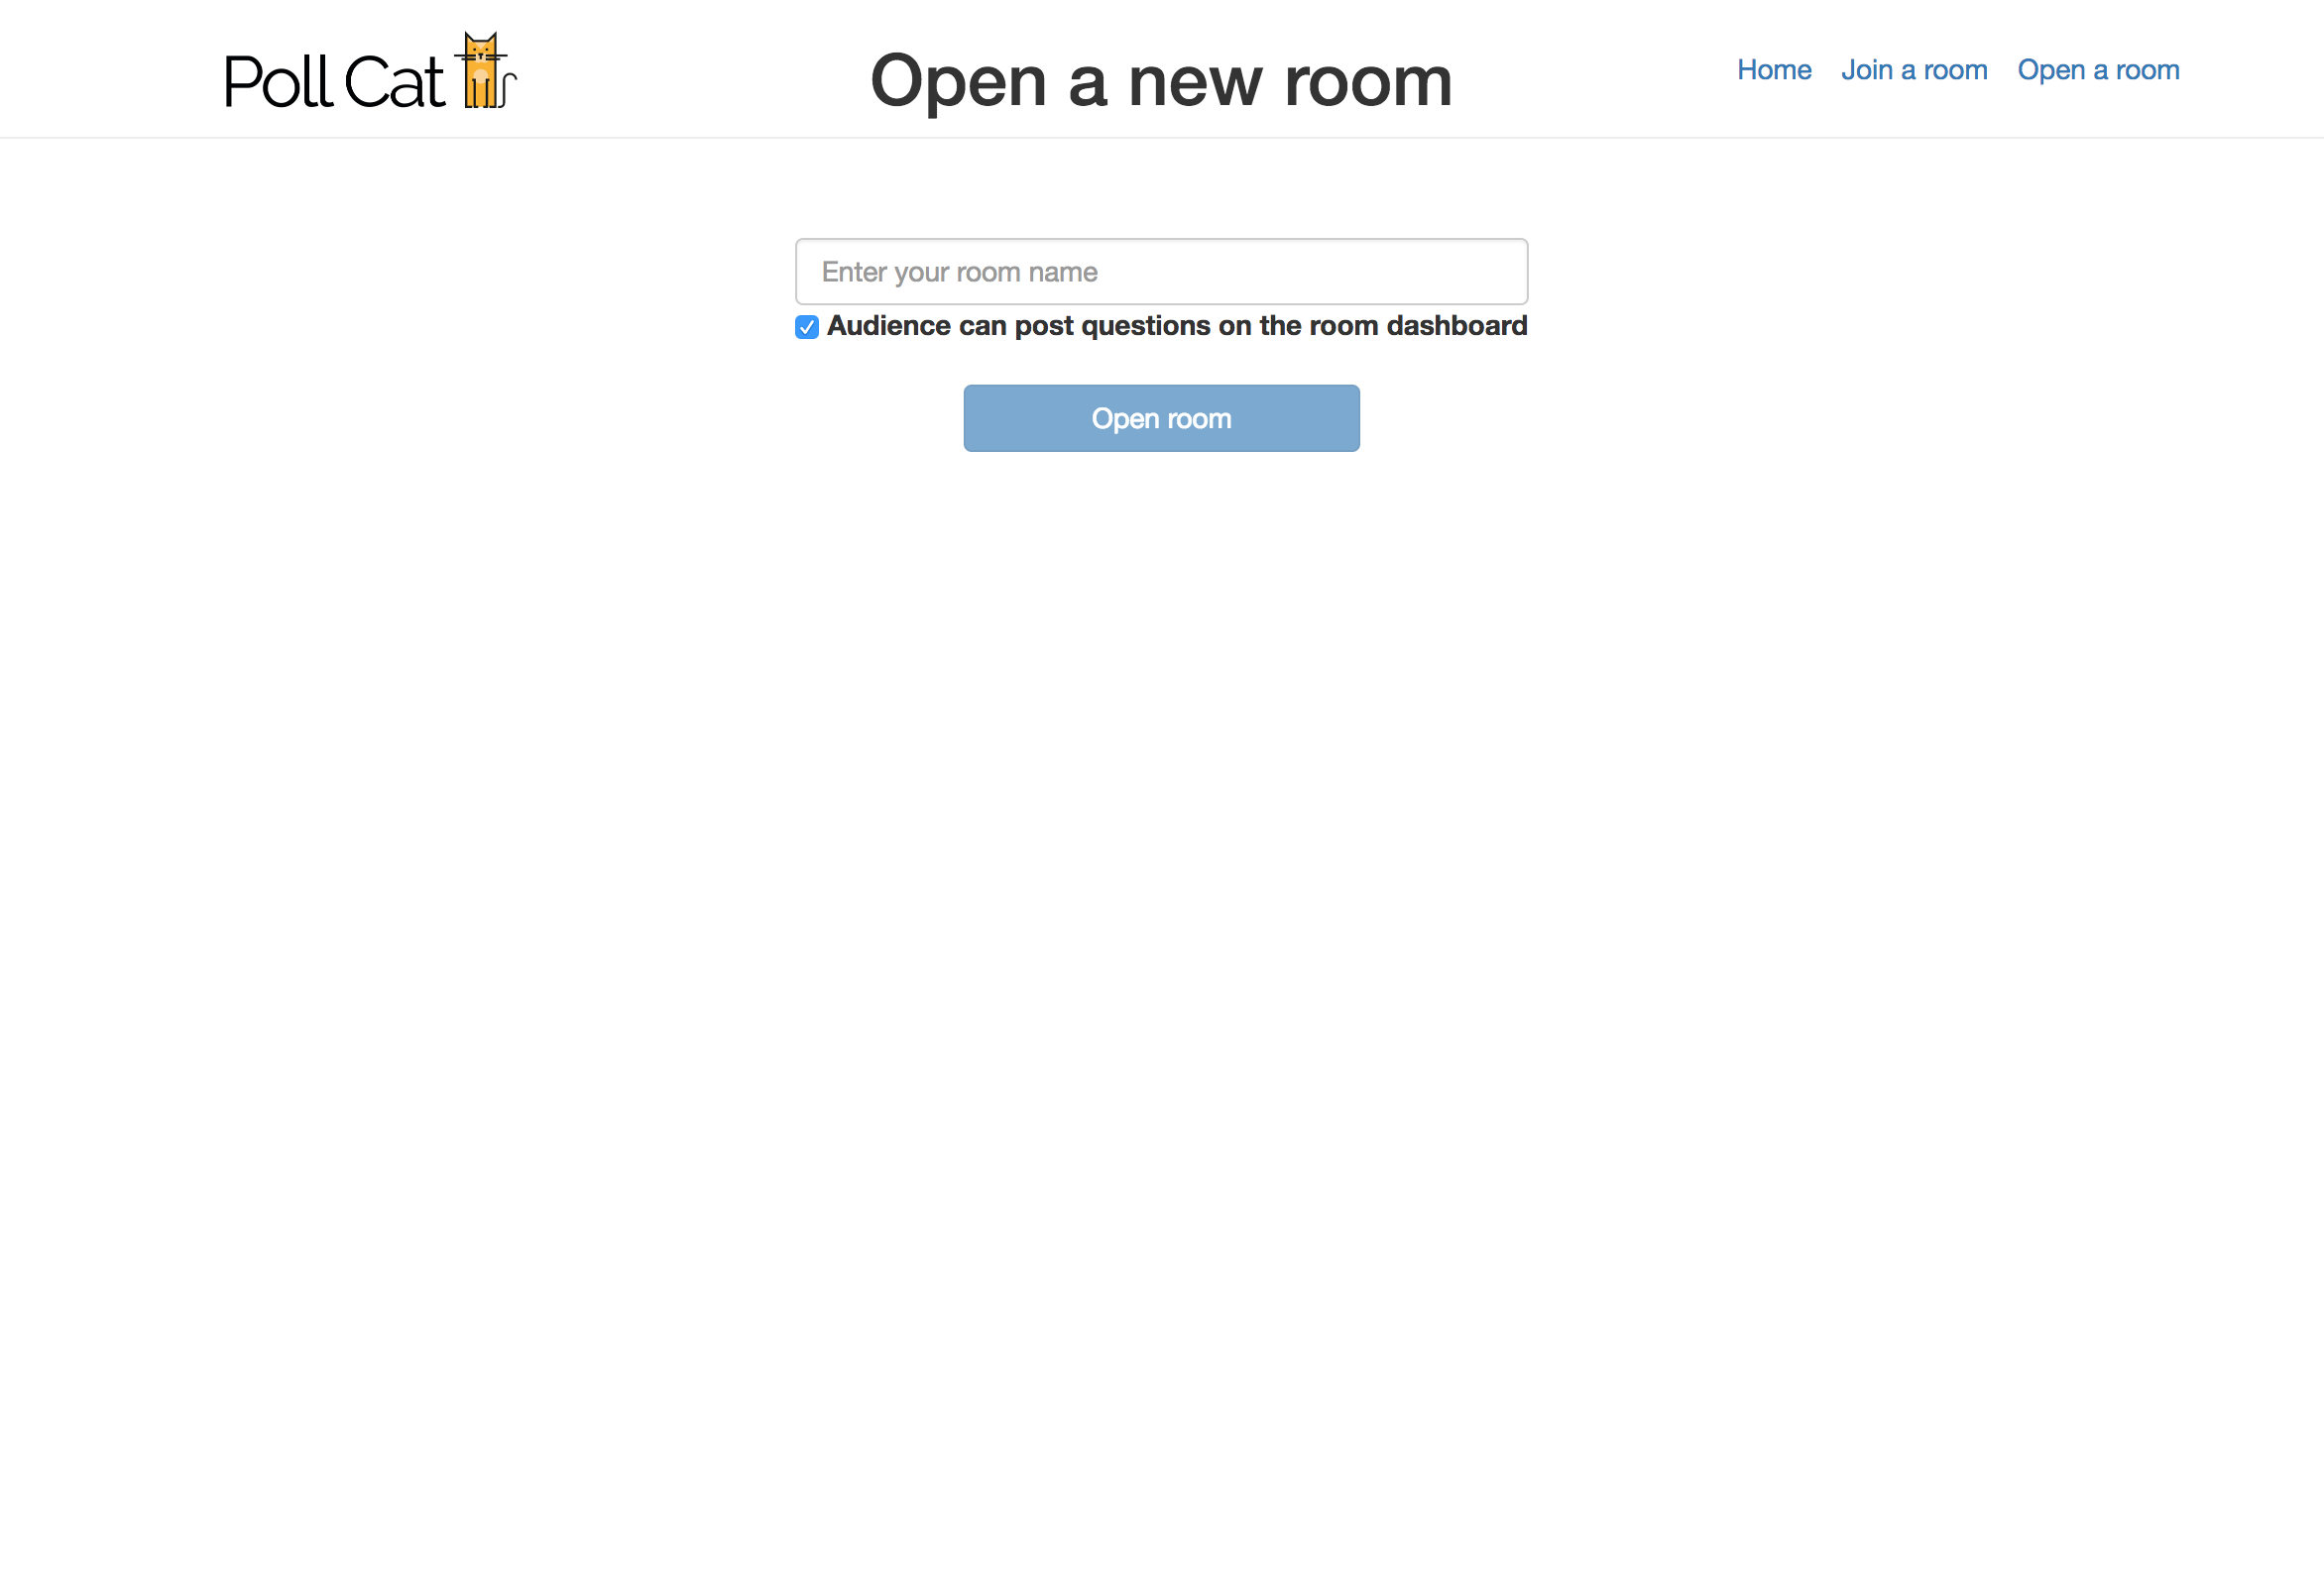 Poll Cat
Open a new room
Home Join a room Open a room
Enter your room name
Audience can post questions on the room dashboard
Open room